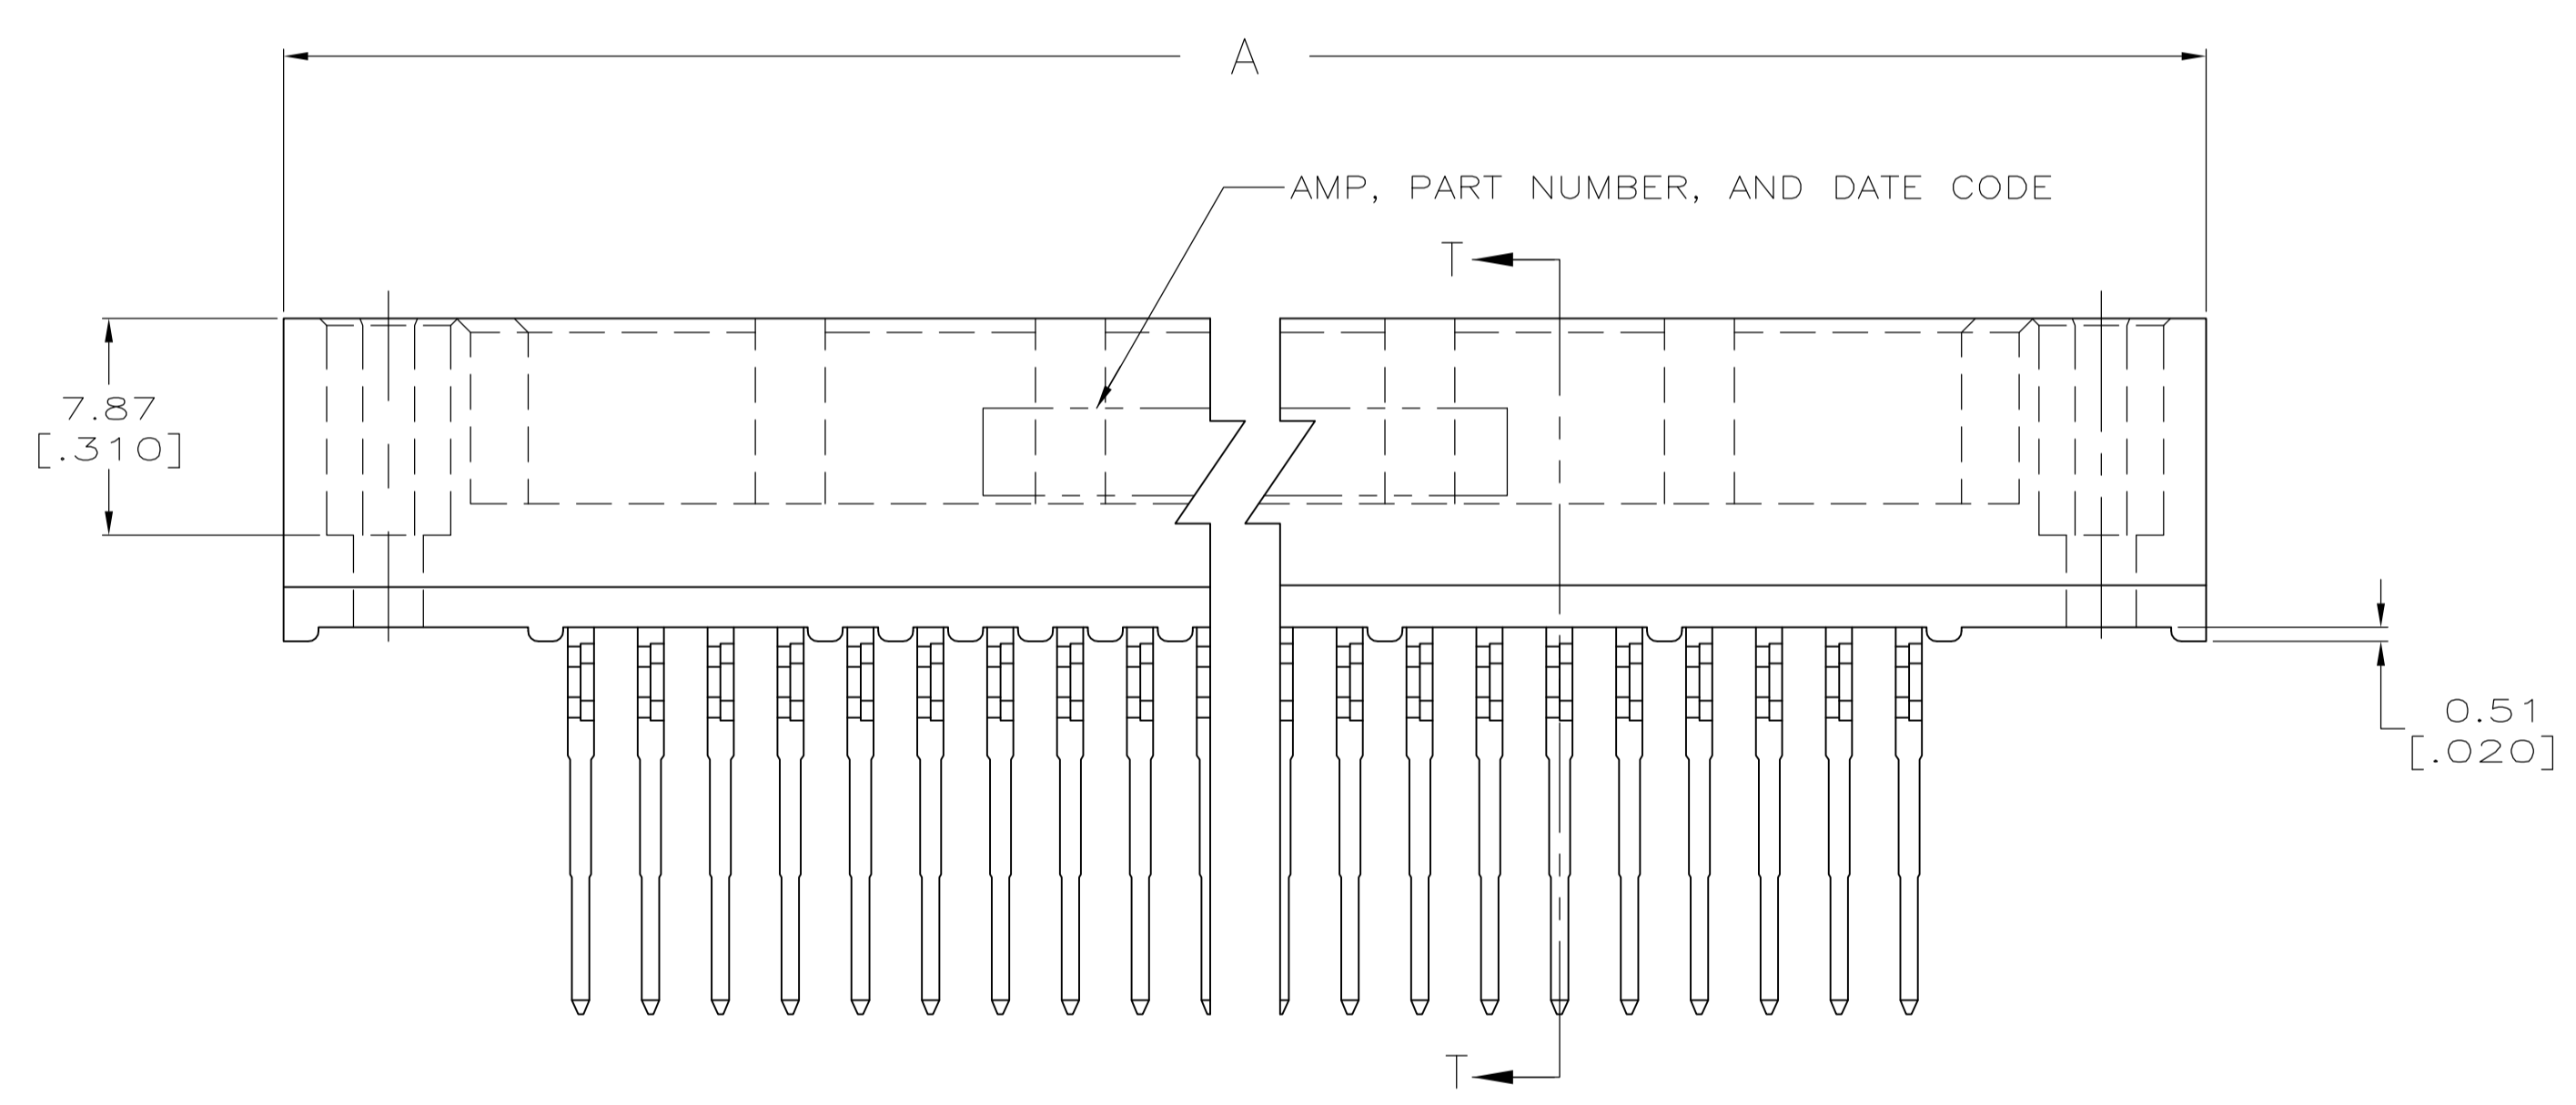 A
AMP, PART NUMBER, AND DATE CODE
T
7.87
[.310]
0.51
[.020]
T